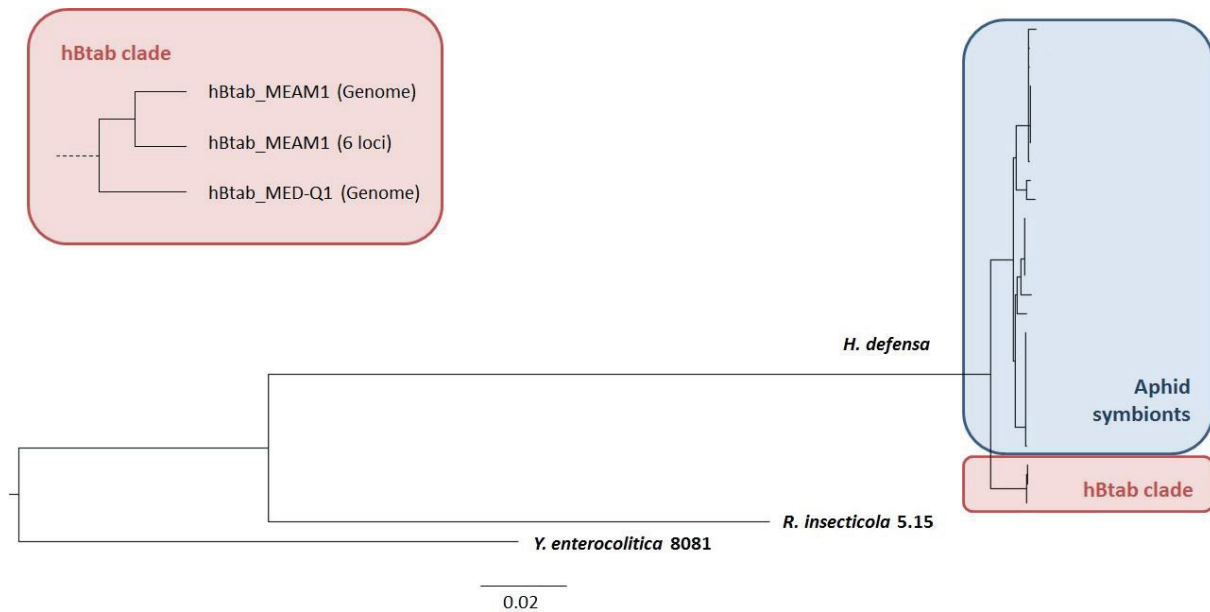 hBtab clade
hBtab_MEAM1 (Genome)
hBtab_MEAM1 (6 loci)
hBtab_MED-Q1 (Genome)
H. defensa
Aphid
symbionts
hBtab clade
R. insecticola 5.15
Y. enterocolitica 8081
0.02